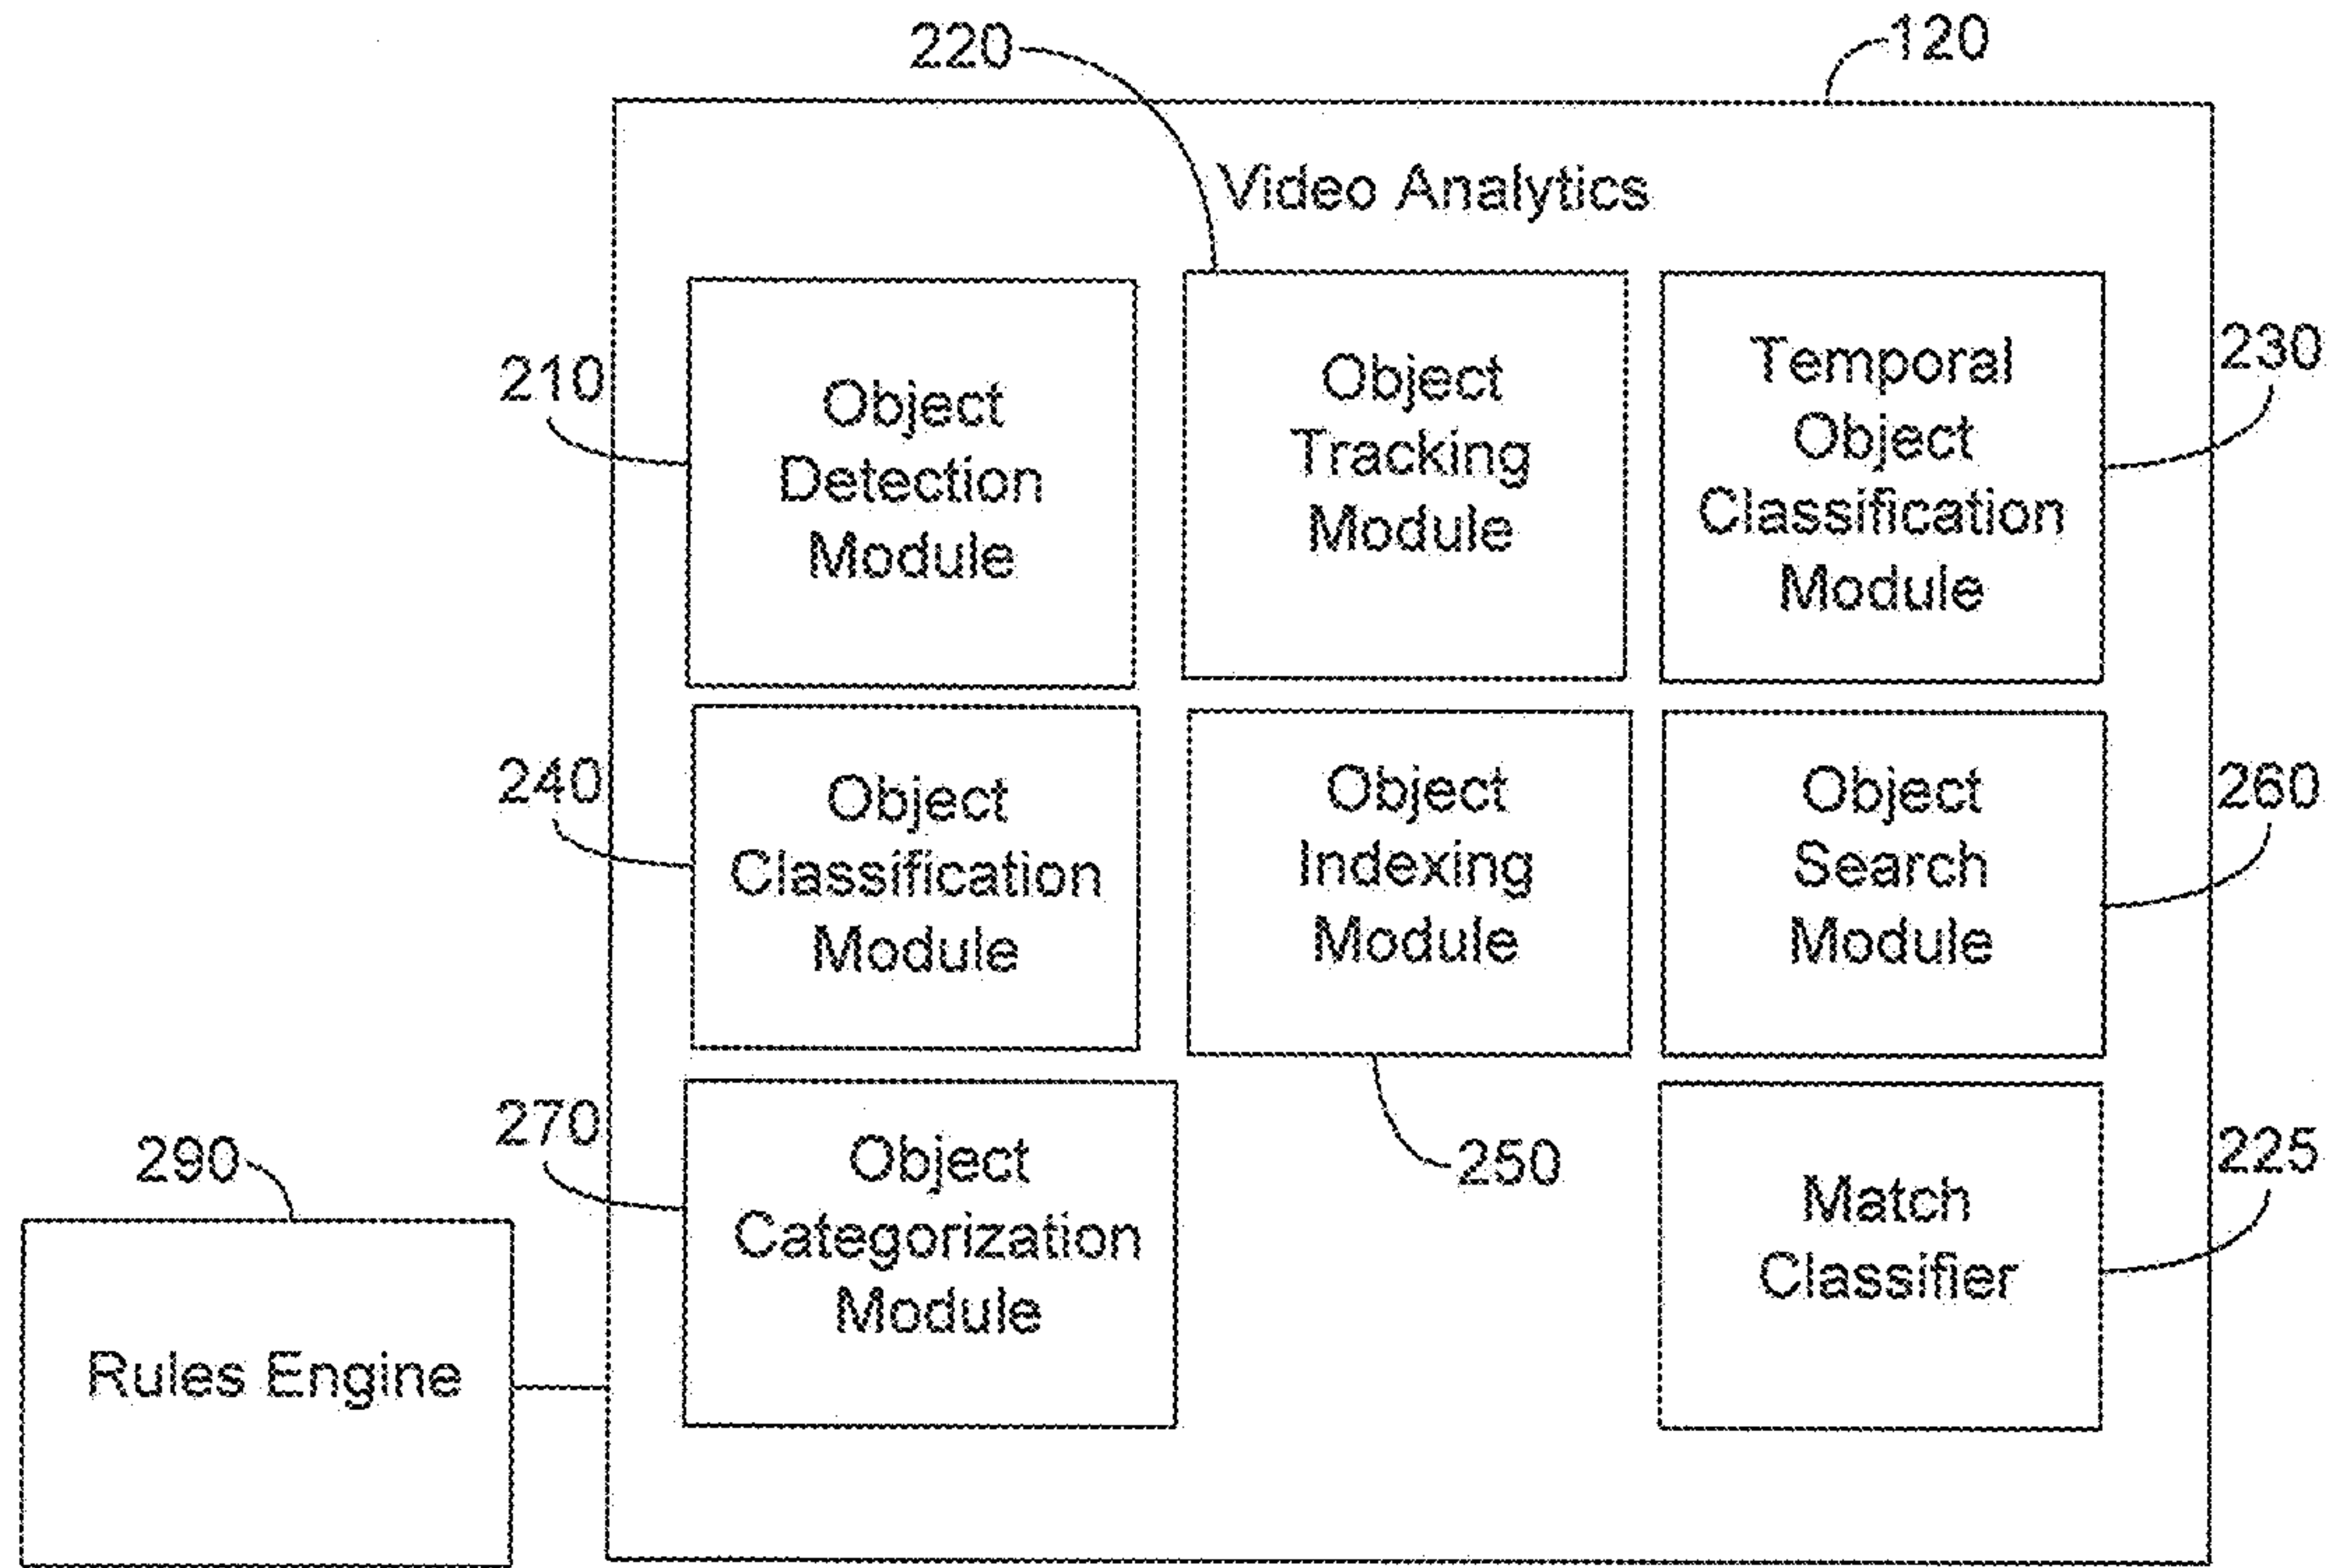 220
120
Video Analytics
210
Object
Detection
Module
Object
Tracking
Module
Temporal
Object
Classification
Module
230
240
Object
Classification
Module
Object
Indexing
Module
250
Object
Search
Module
260
270
Object
Categorization
Module
Match
Classifier
225
290
Rules Engine